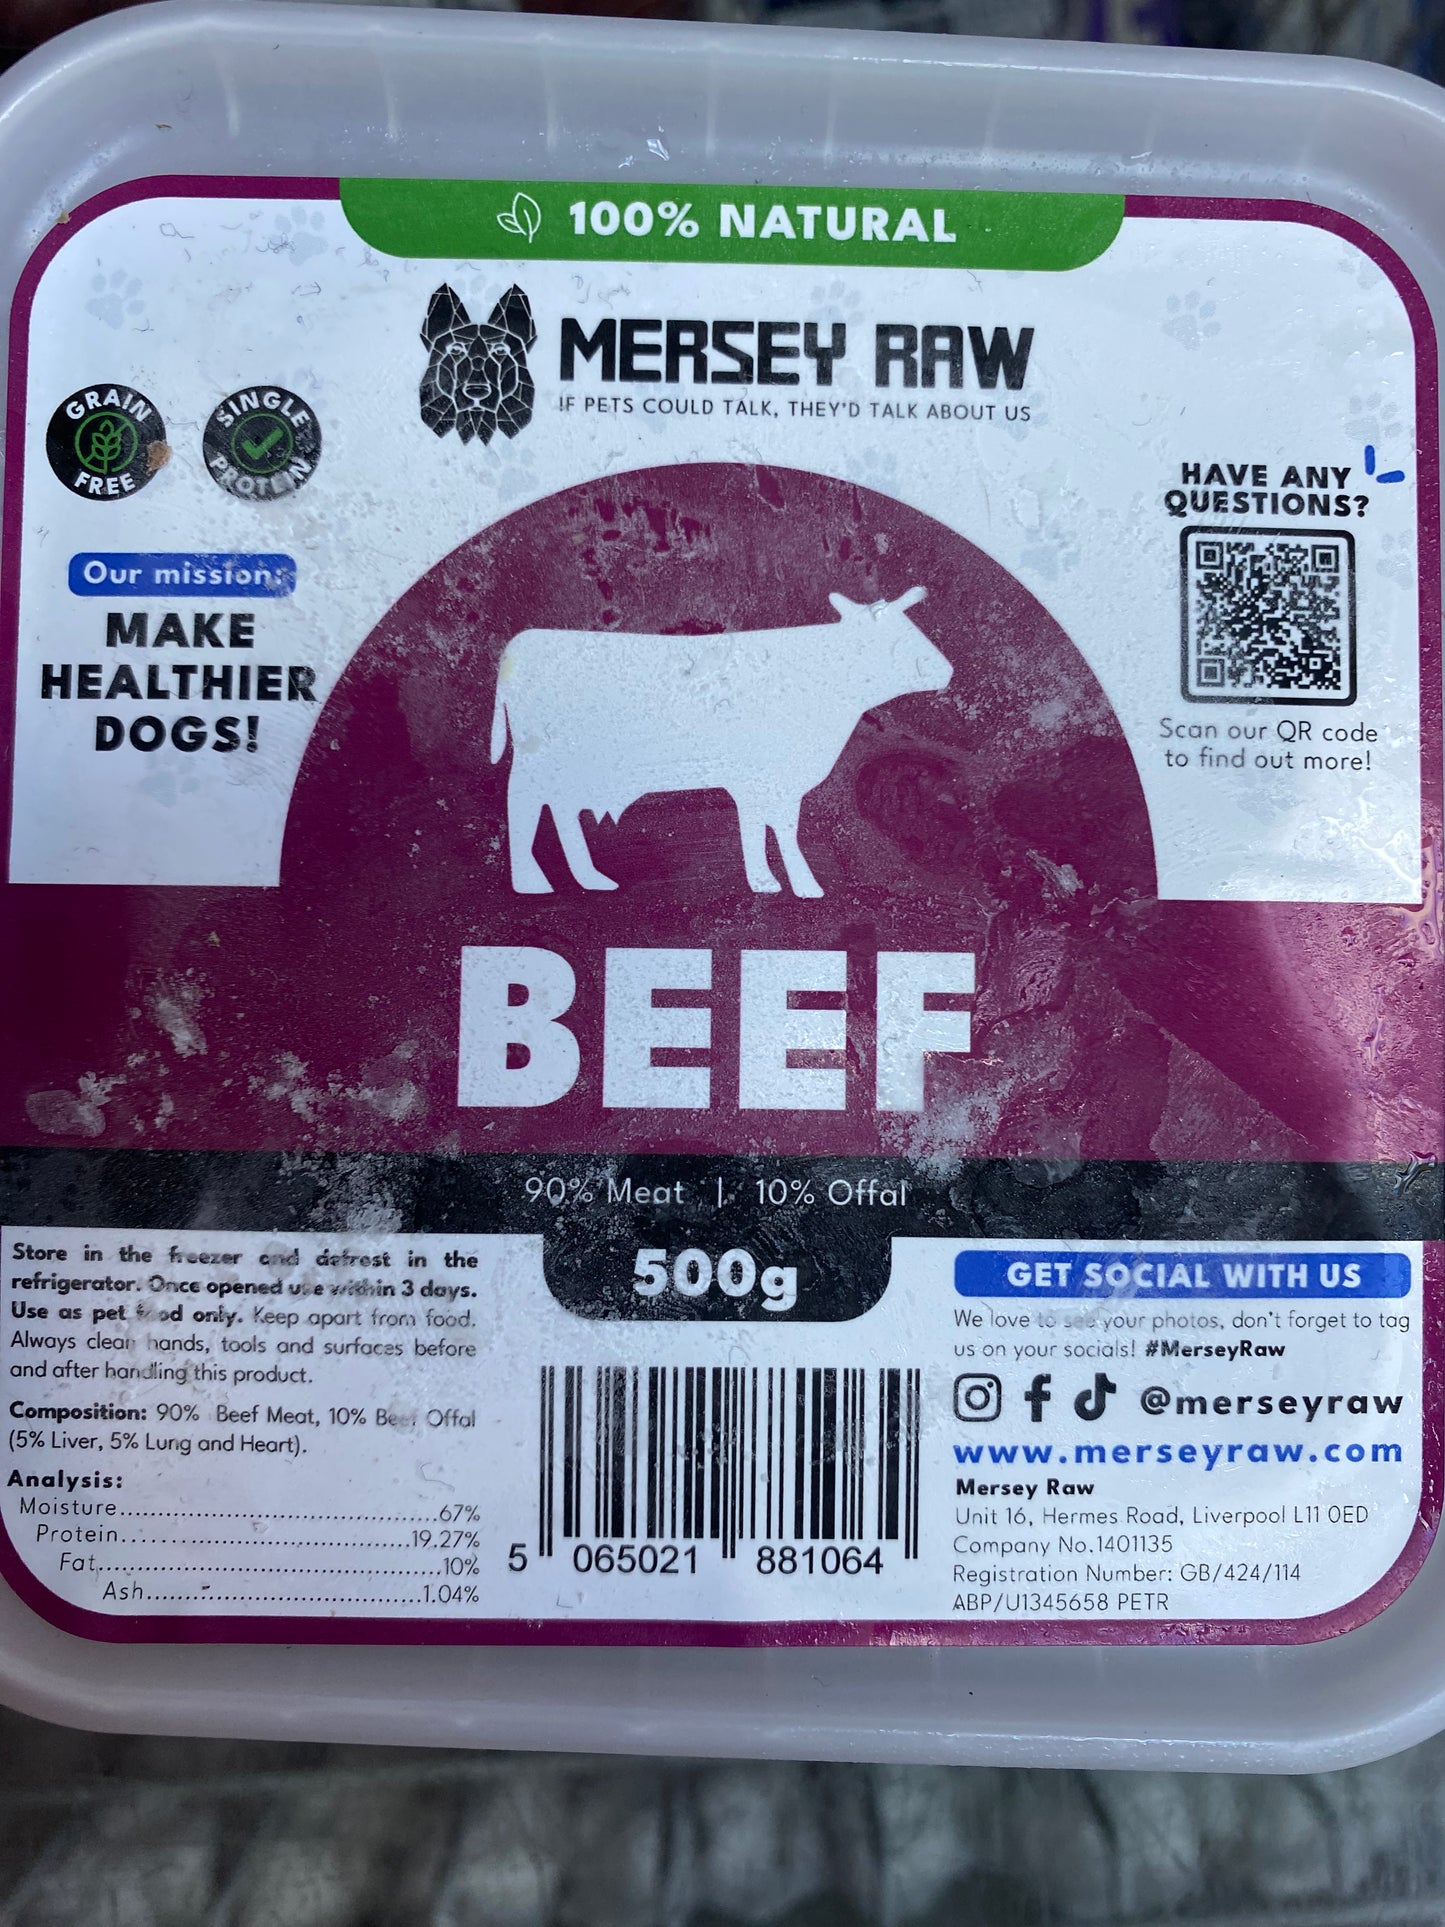 100% NATURAL
MERSEY RAW
IF PETS COULD TALK, THEY'D TALK ABOUT US
GRAIN
FREE
SINGLE
PROTEIN
Our mission:
MAKE
HEALTHIER
DOGS!
HAVE ANY
QUESTIONS?
Scan our QR code
to find out more!
BEEF
90% Meat | 10% Offal
500g
Store in the freezer and defrost in the
refrigerator. Once opened use within 3 days.
Use as pet food only. Keep apart from food.
Always clean hands, tools and surfaces before
and after handling this product.
Composition: 90% Beef Meat, 10% Beef Offal
(5% Liver, 5% Lung and Heart).
Analysis:
Moisture..........67%
Protein..........19.27%
Fat..........10%
Ash..........1.04%
5 065021 881064
GET SOCIAL WITH US
We love to see your photos, don't forget to tag
us on your socials! #MerseyRaw
@merseyraw
www.merseyraw.com
Mersey Raw
Unit 16, Hermes Road, Liverpool L11 0ED
Company No.1401135
Registration Number: GB/424/114
ABP/U1345658 PETR